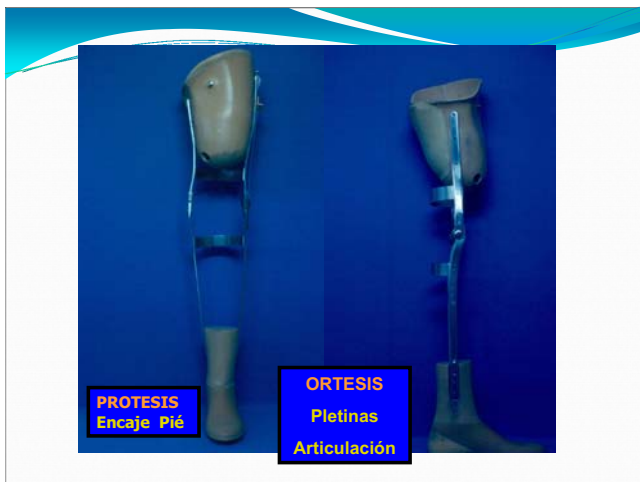 PROTESIS
Encaje Pié
ORTESIS
Pletinas
Articulación